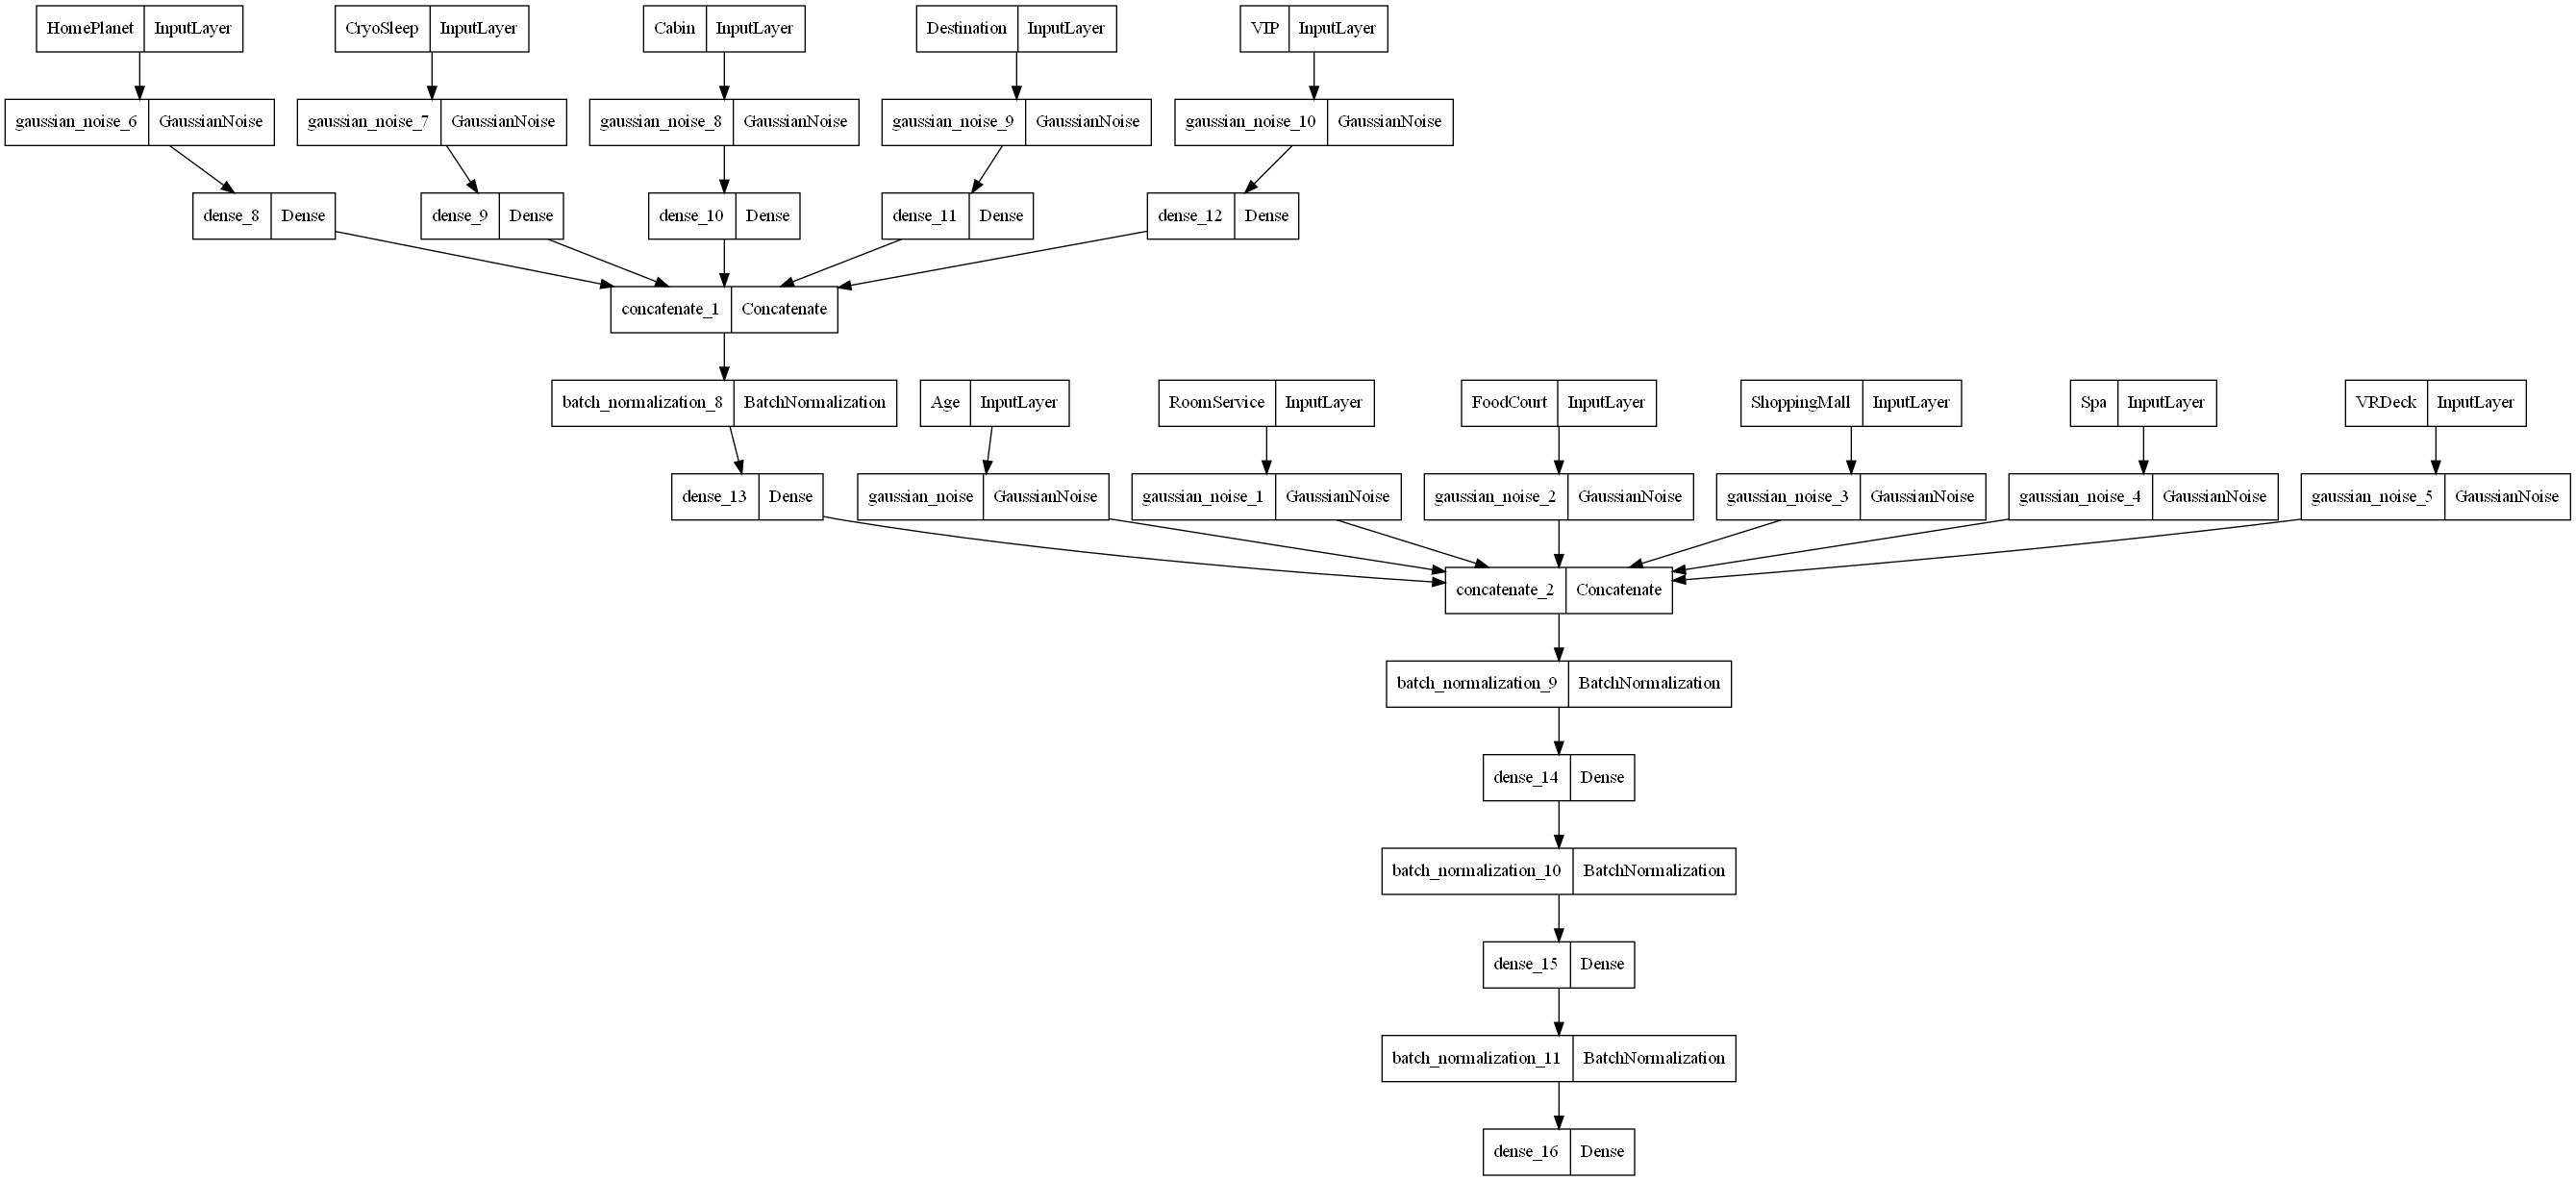 HomePlanet InputLayer CryoSleep InputLayer Cabin InputLayer Destination InputLayer VIP InputLayer
gaussian_noise_6 GaussianNoise gaussian_noise_7 GaussianNoise gaussian_noise_8 GaussianNoise gaussian_noise_9 GaussianNoise gaussian_noise_10 GaussianNoise
dense_8 Dense dense_9 Dense dense_10 Dense dense_11 Dense dense_12 Dense
concatenate_1 Concatenate
batch_normalization_8 BatchNormalization Age InputLayer RoomService InputLayer FoodCourt InputLayer ShoppingMall InputLayer Spa InputLayer VRDeck InputLayer
dense_13 Dense gaussian_noise GaussianNoise gaussian_noise_1 GaussianNoise gaussian_noise_2 GaussianNoise gaussian_noise_3 GaussianNoise gaussian_noise_4 GaussianNoise gaussian_noise_5 GaussianNoise
concatenate_2 Concatenate
batch_normalization_9 BatchNormalization
dense_14 Dense
batch_normalization_10 BatchNormalization
dense_15 Dense
batch_normalization_11 BatchNormalization
dense_16 Dense